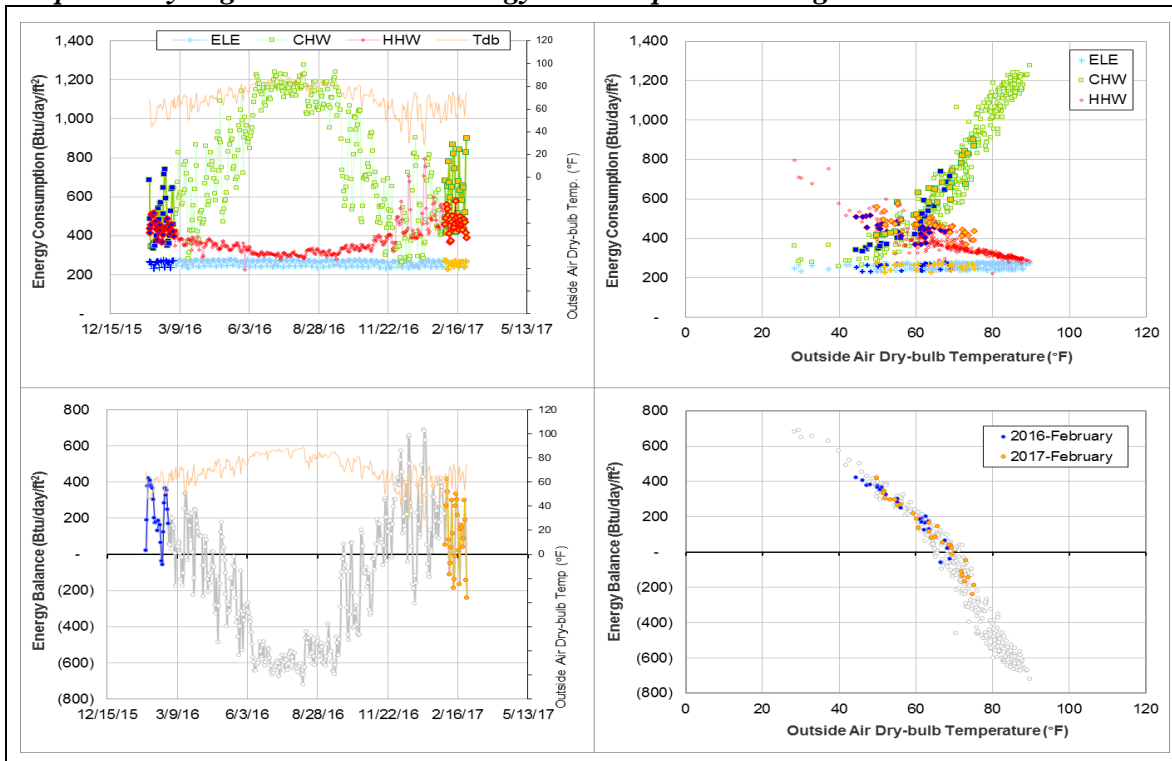 ELE CHW HHW Tdb
Energy Consumption (Btu/day/ft²)
1,400
1,200
1,000
800
600
400
200
-
120
100
80
60
40
20
0
Outside Air Dry-bulb Temp. (°F)
12/15/15 3/9/16 6/3/16 8/28/16 11/22/16 2/16/17 5/13/17
ELE
CHW
HHW
Energy Consumption (Btu/day/ft²)
1,400
1,200
1,000
800
600
400
200
-
0 20 40 60 80 100 120
Outside Air Dry-bulb Temperature (°F)
Energy Balance (Btu/day/ft²)
800
600
400
200
-
(200)
(400)
(600)
(800)
120
100
80
60
40
20
0
Outside Air Dry-bulb Temp (°F)
12/15/15 3/9/16 6/3/16 8/28/16 11/22/16 2/16/17 5/13/17
2016-February
2017-February
Energy Balance (Btu/day/ft²)
800
600
400
200
-
(200)
(400)
(600)
(800)
0 20 40 60 80 100 120
Outside Air Dry-bulb Temperature (°F)